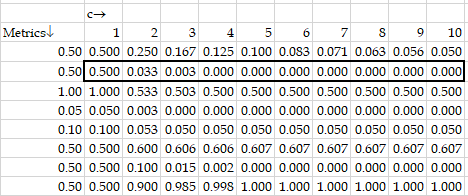 c→
Metrics↓ 1 2 3 4 5 6 7 8 9 10
0.50 0.500 0.250 0.167 0.125 0.100 0.083 0.071 0.063 0.056 0.050
0.50 0.500 0.033 0.003 0.000 0.000 0.000 0.000 0.000 0.000 0.000
1.00 1.000 0.533 0.503 0.500 0.500 0.500 0.500 0.500 0.500 0.500
0.05 0.050 0.003 0.000 0.000 0.000 0.000 0.000 0.000 0.000 0.000
0.10 0.100 0.053 0.050 0.050 0.050 0.050 0.050 0.050 0.050 0.050
0.50 0.500 0.600 0.606 0.606 0.607 0.607 0.607 0.607 0.607 0.607
0.50 0.500 0.100 0.015 0.002 0.000 0.000 0.000 0.000 0.000 0.000
0.50 0.500 0.900 0.985 0.998 1.000 1.000 1.000 1.000 1.000 1.000